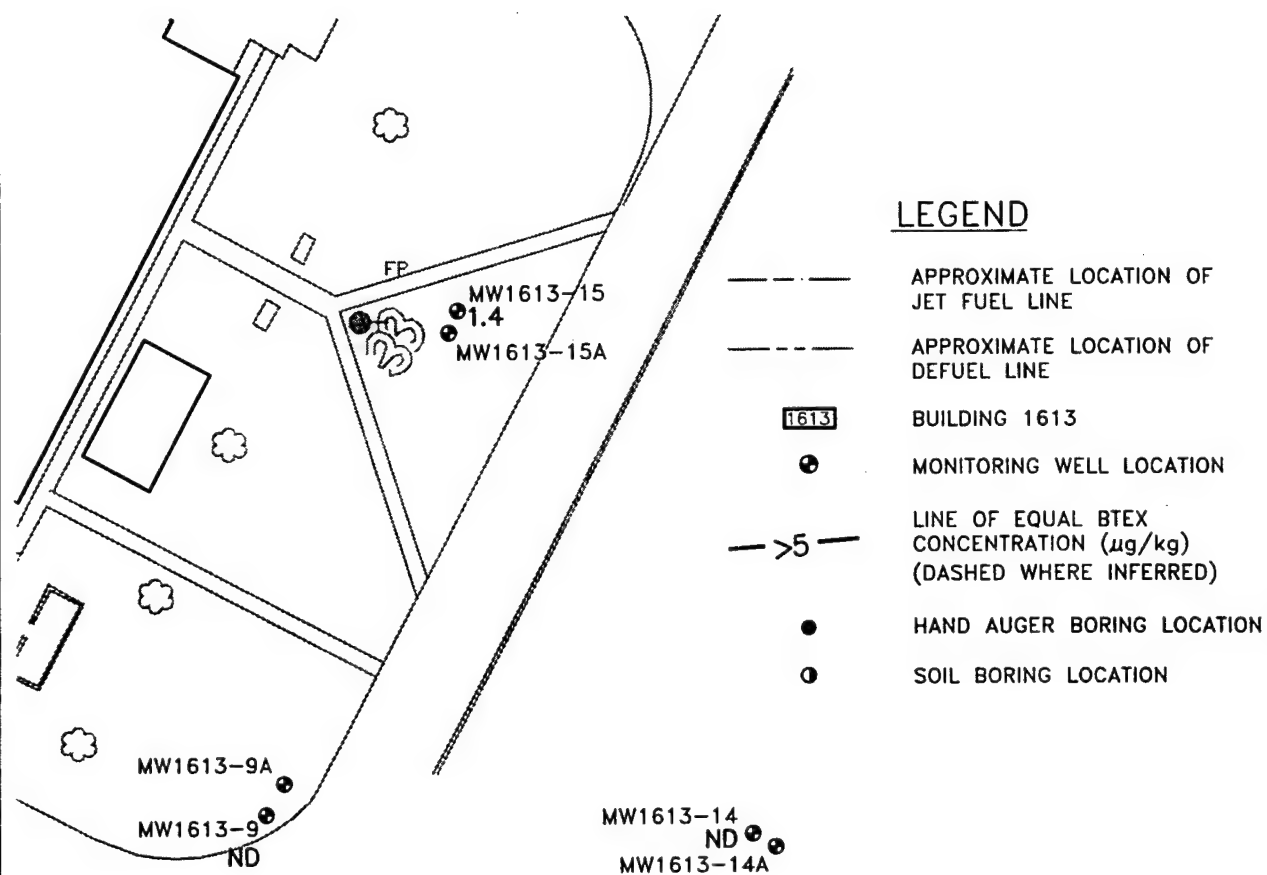 FP
MW1613-15
1.4
MW1613-15A
MW1613-9A
MW1613-9
ND
MW1613-14
ND
MW1613-14A
LEGEND
APPROXIMATE LOCATION OF
JET FUEL LINE
APPROXIMATE LOCATION OF
DEFUEL LINE
1613
BUILDING 1613
MONITORING WELL LOCATION
>5
LINE OF EQUAL BTEX
CONCENTRATION (µg/kg)
(DASHED WHERE INFERRED)
HAND AUGER BORING LOCATION
SOIL BORING LOCATION